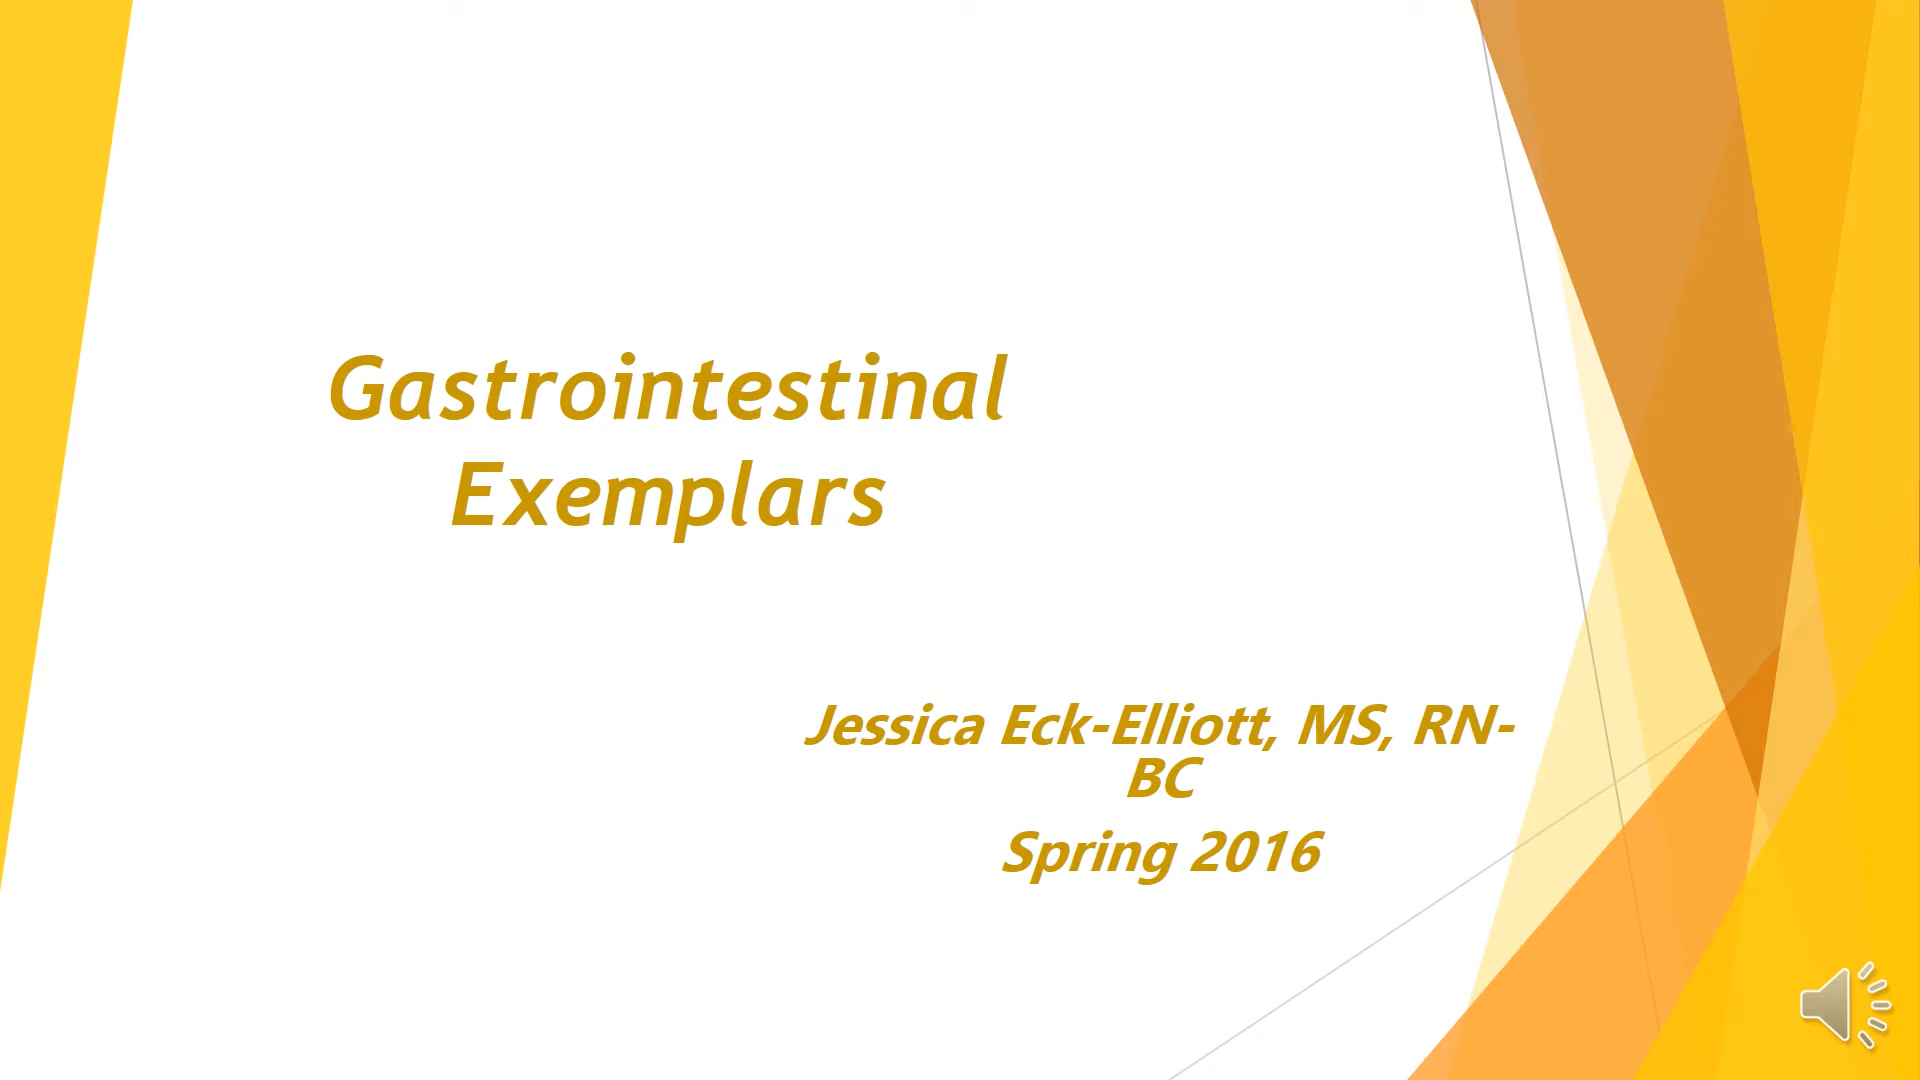 Gastrointestinal
Exemplars
Jessica Eck-Elliott, MS, RN-
BC
Spring 2016